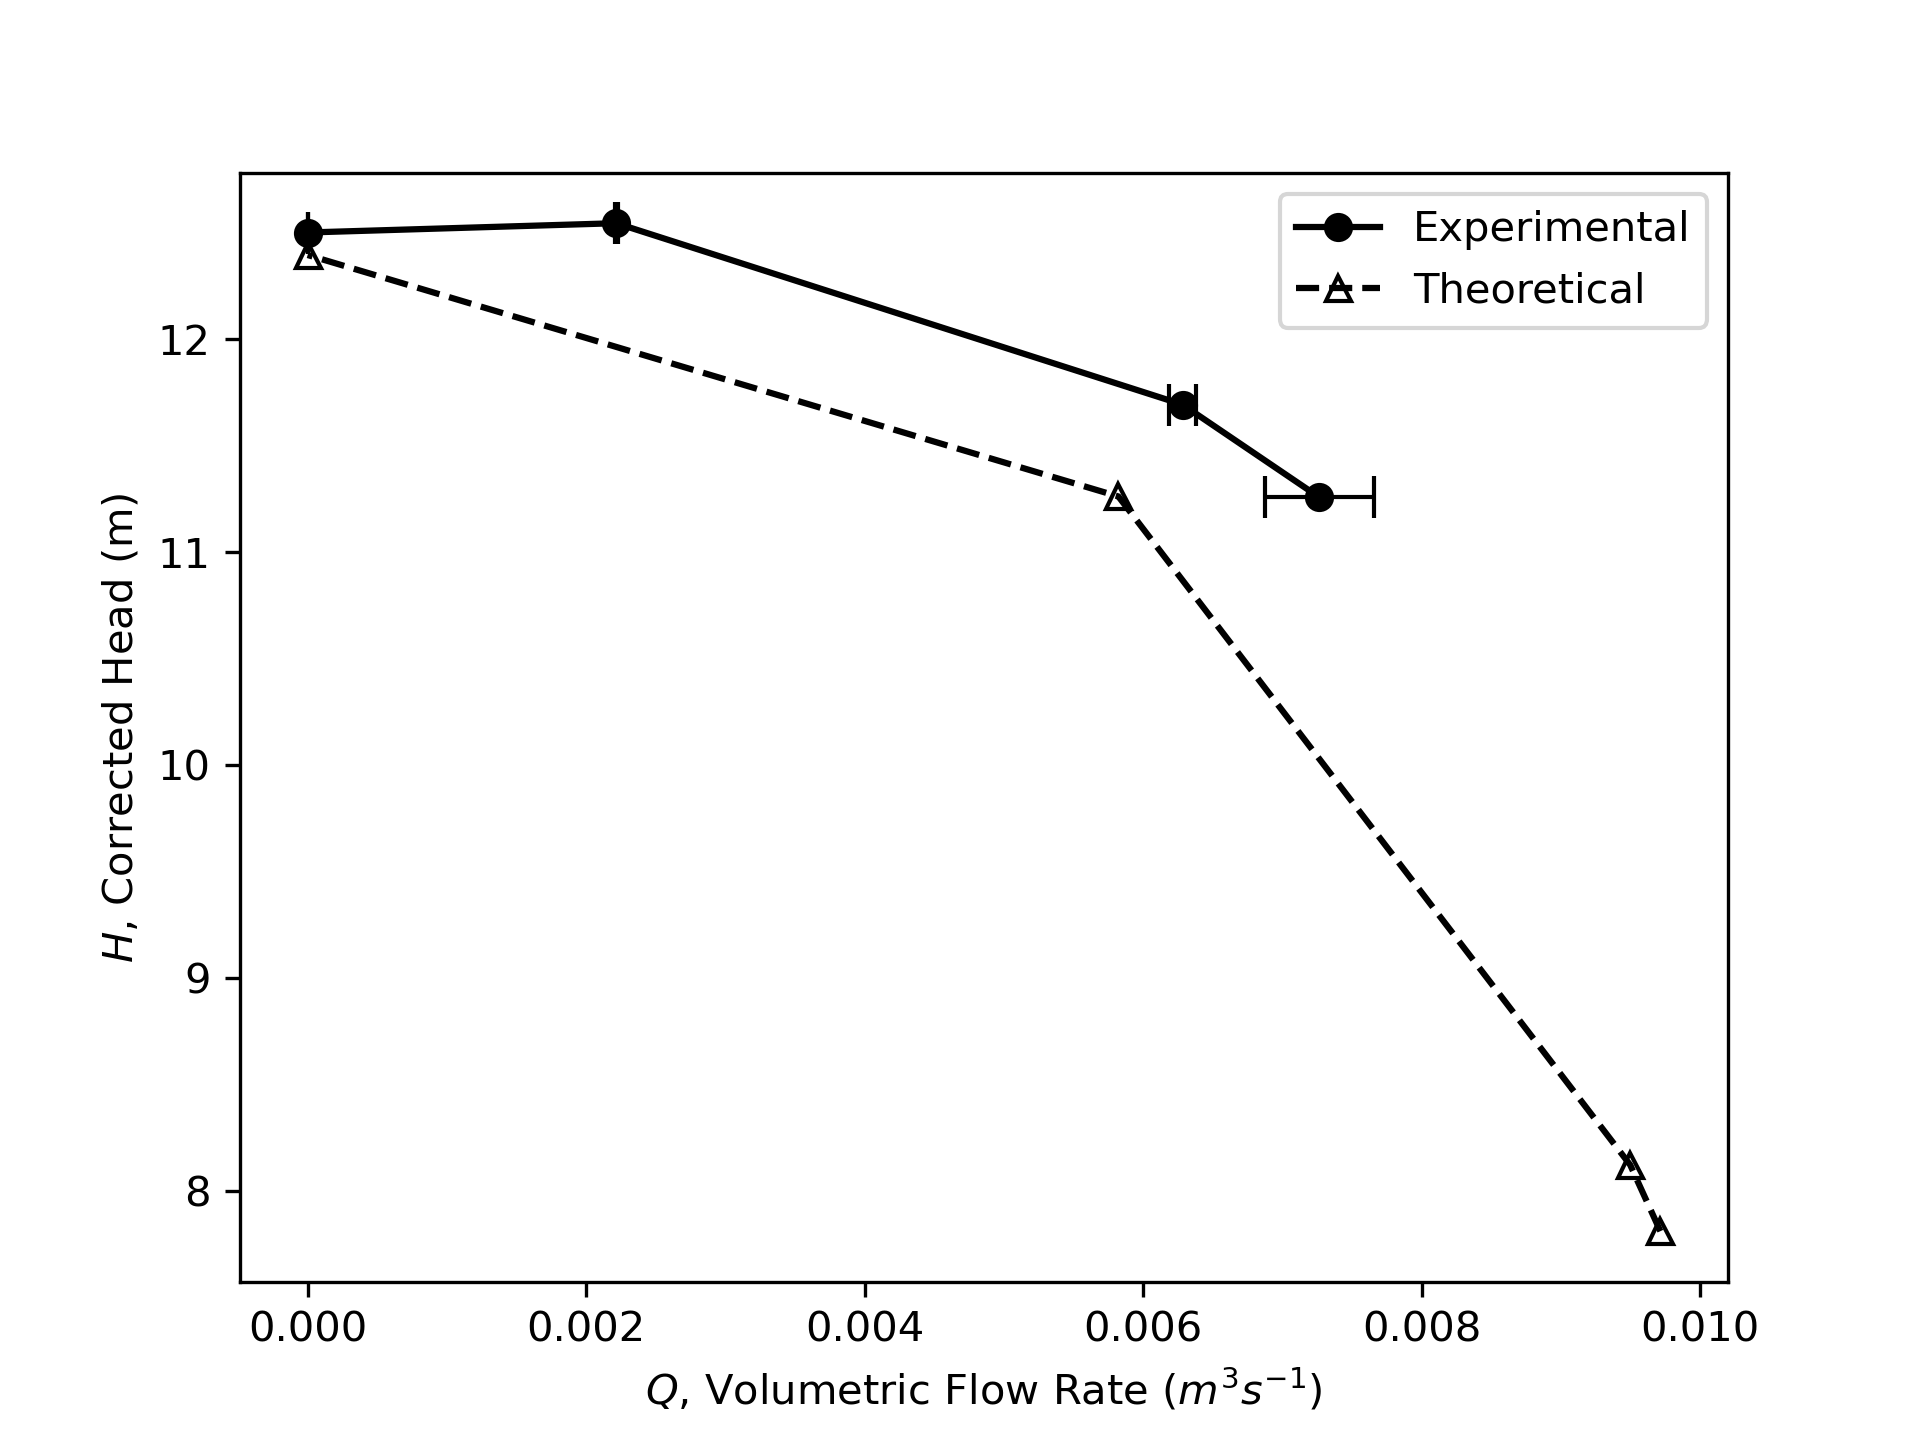 Experimental
Theoretical
12
11
10
9
8
H, Corrected Head (m)
0.000 0.002 0.004 0.006 0.008 0.010
Q, Volumetric Flow Rate (m³s⁻¹)